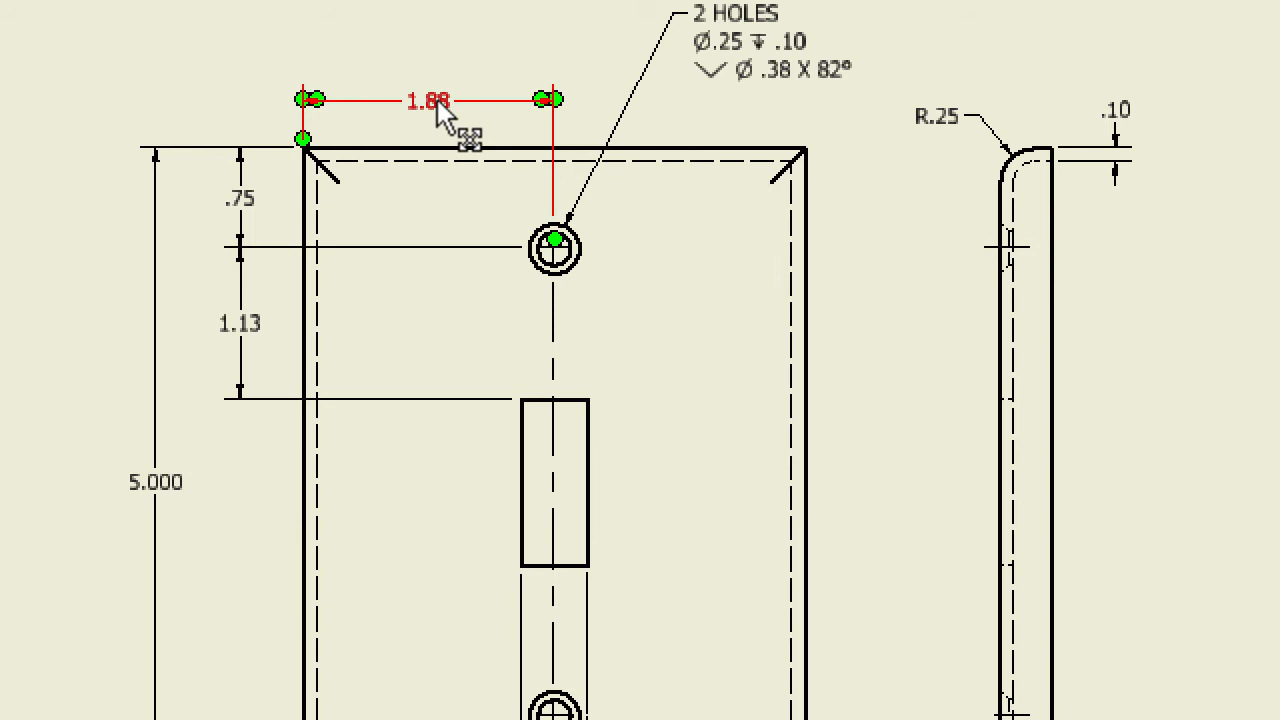 2 HOLES
Ø.25 ↧ .10
⌵ Ø .38 X 82°
1.88
R.25
.10
.75
1.13
5.000